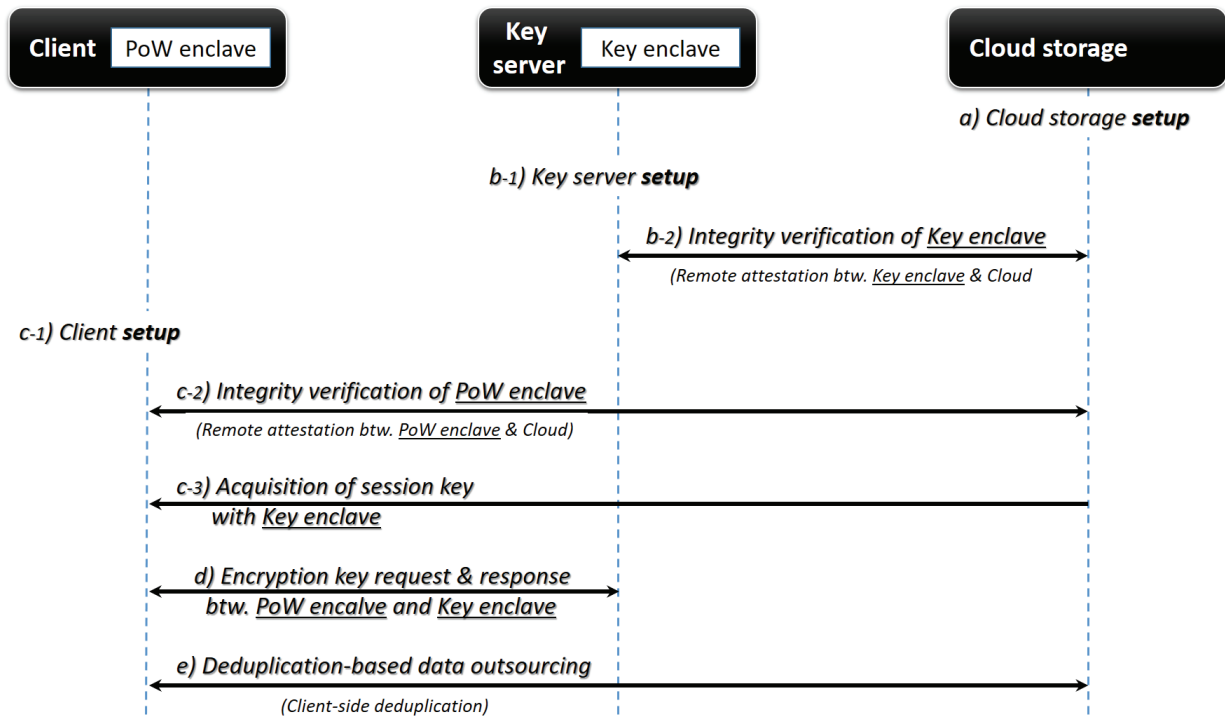 Client PoW enclave
Key server Key enclave
Cloud storage
a) Cloud storage setup
b-1) Key server setup
b-2) Integrity verification of Key enclave
(Remote attestation btw. Key enclave & Cloud
c-1) Client setup
c-2) Integrity verification of PoW enclave
(Remote attestation btw. PoW enclave & Cloud)
c-3) Acquisition of session key
with Key enclave
d) Encryption key request & response
btw. PoW encalve and Key enclave
e) Deduplication-based data outsourcing
(Client-side deduplication)